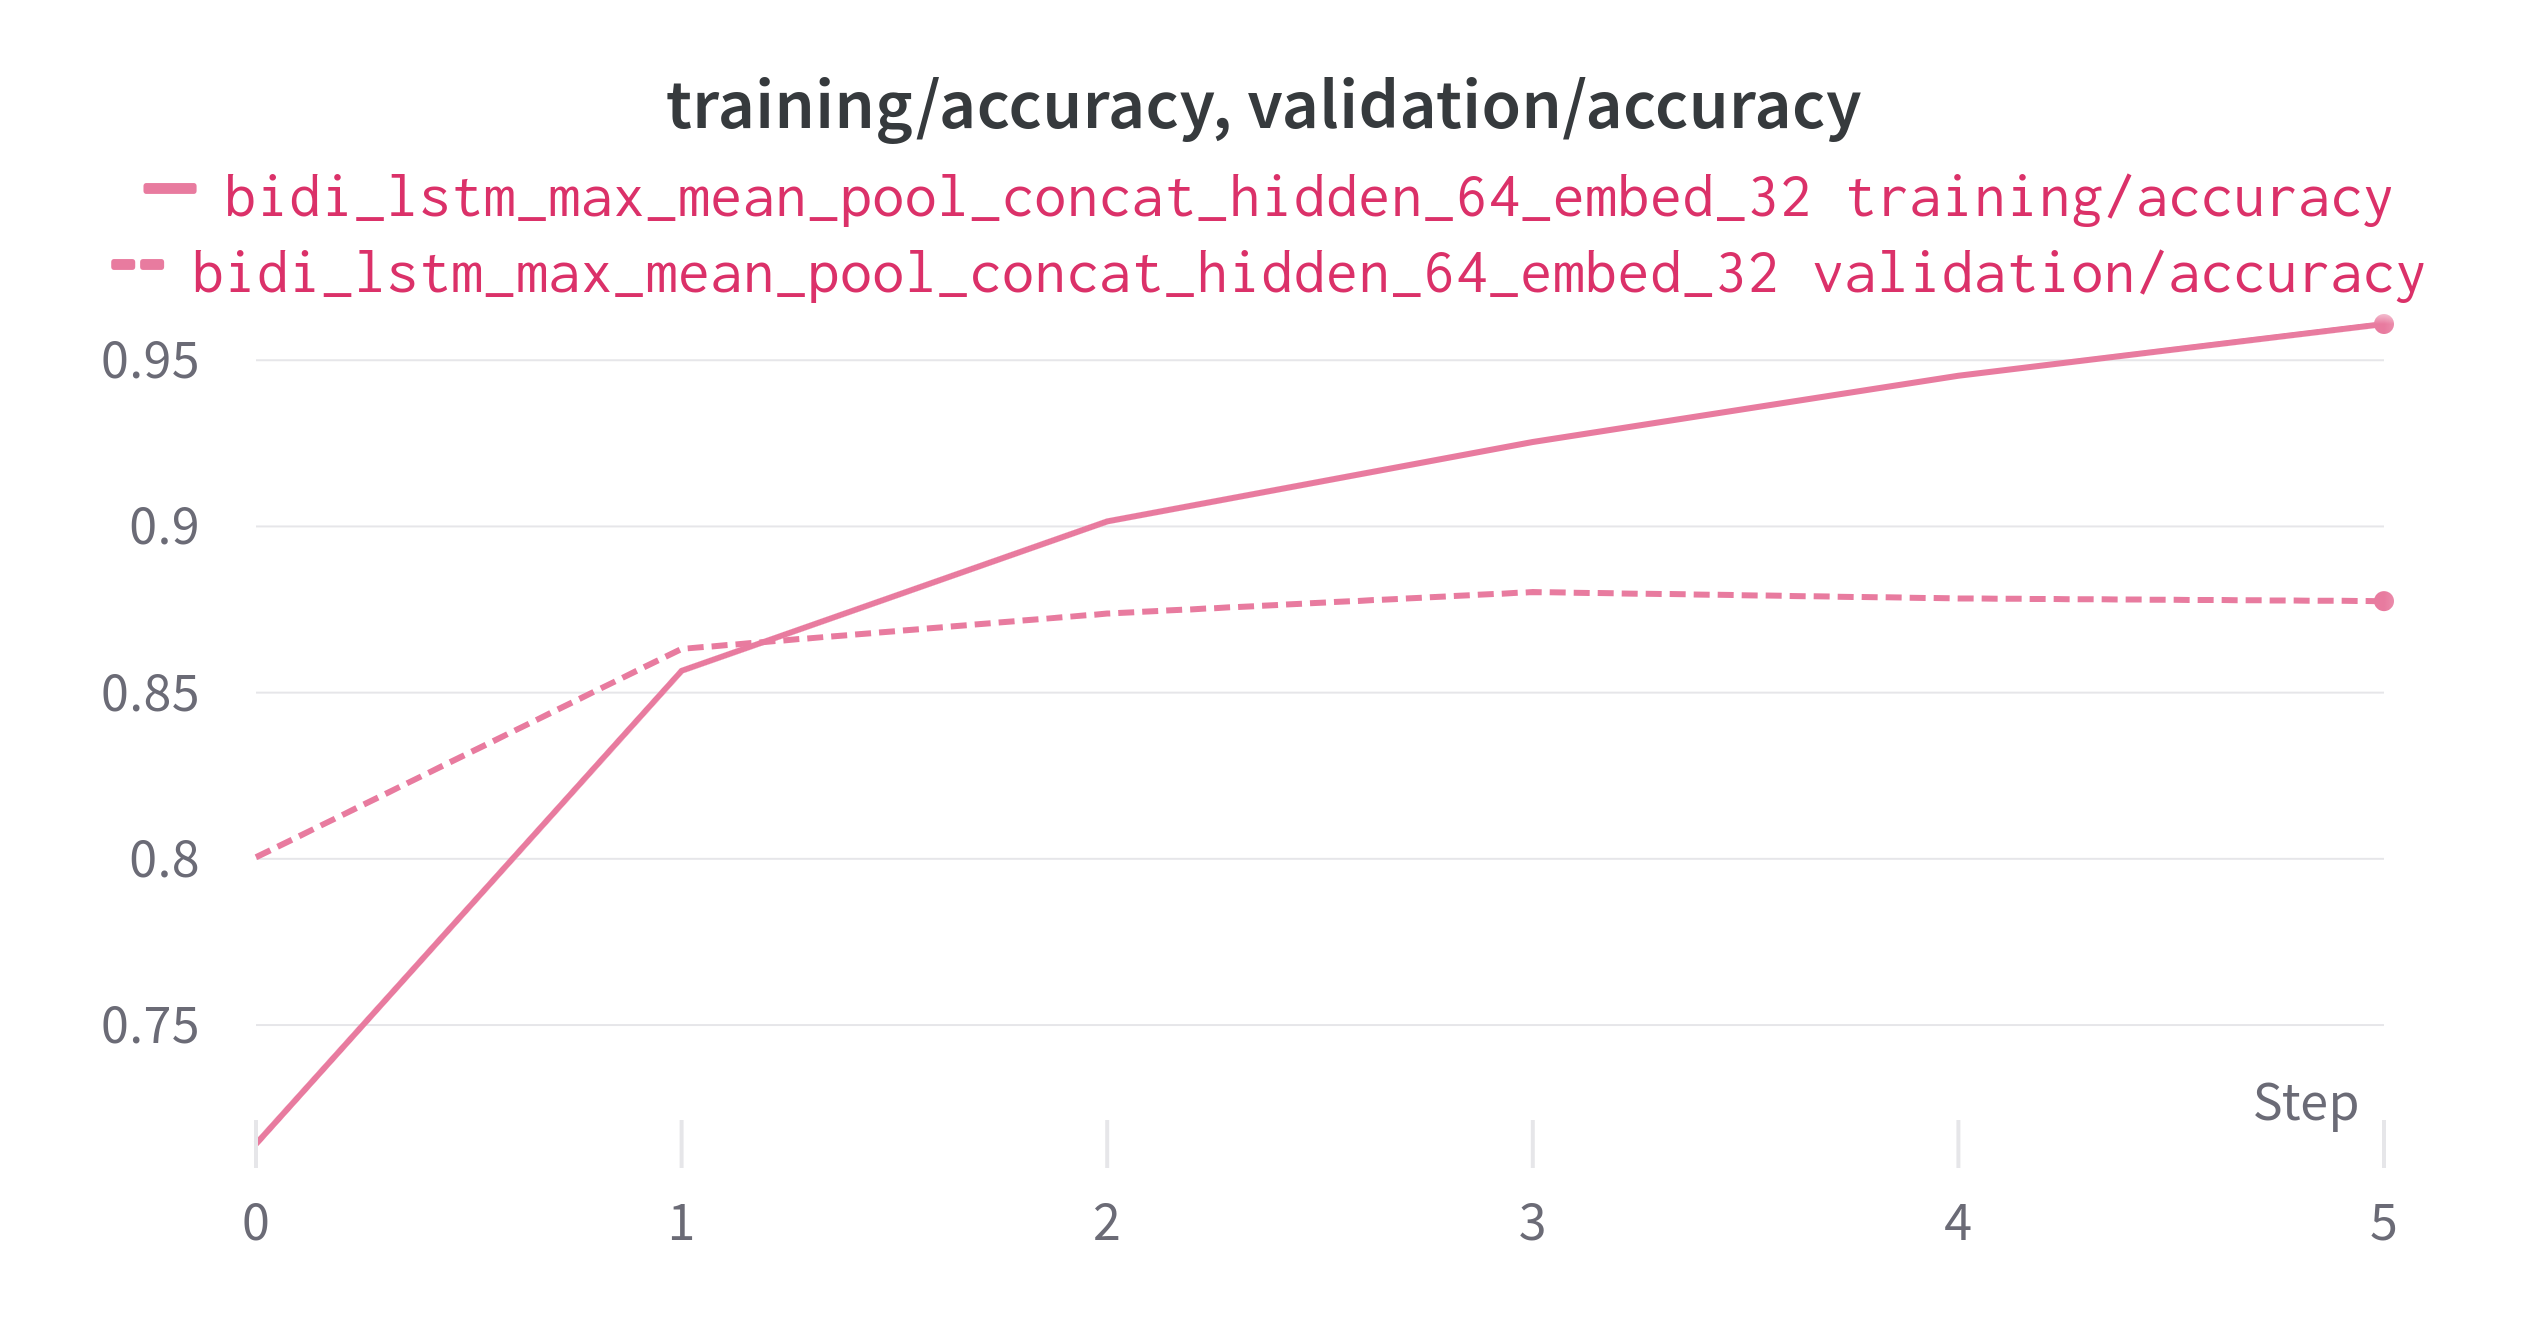 training/accuracy, validation/accuracy
bidi_lstm_max_mean_pool_concat_hidden_64_embed_32 training/accuracy
bidi_lstm_max_mean_pool_concat_hidden_64_embed_32 validation/accuracy
0.95
0.9
0.85
0.8
0.75
Step
0 1 2 3 4 5